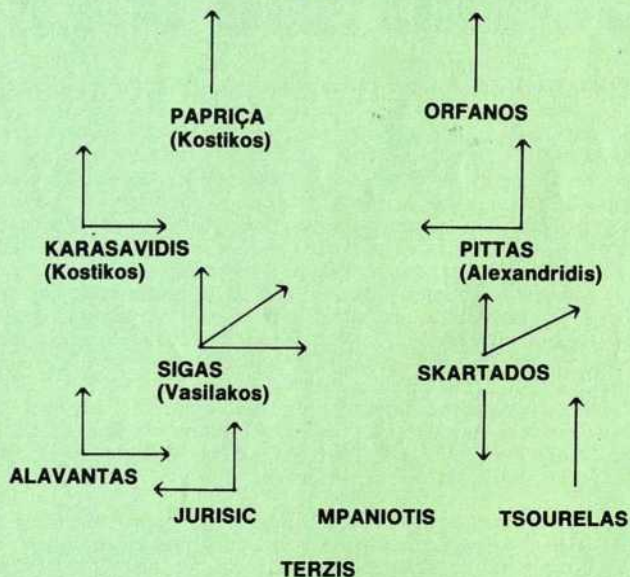 PAPRIÇA
(Kostikos)
ORFANOS
KARASAVIDIS
(Kostikos)
PITTAS
(Alexandridis)
SIGAS
(Vasilakos)
SKARTADOS
ALAVANTAS
JURISIC
MPANIOTIS
TSOURELAS
TERZIS